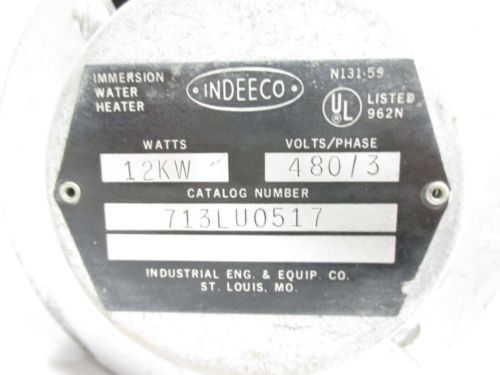 IMMERSION
WATER
HEATER
• INDEECO •
N131-59
UL LISTED
962N
WATTS VOLTS/PHASE
12KW 480/3
CATALOG NUMBER
713LU0517
INDUSTRIAL ENG. & EQUIP. CO.
ST. LOUIS, MO.